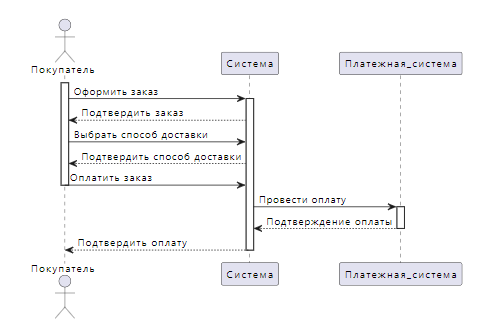 Покупатель
Система
Платежная_система
Оформить заказ
Подтвердить заказ
Выбрать способ доставки
Подтвердить способ доставки
Оплатить заказ
Провести оплату
Подтверждение оплаты
Подтвердить оплату
Покупатель
Система
Платежная_система